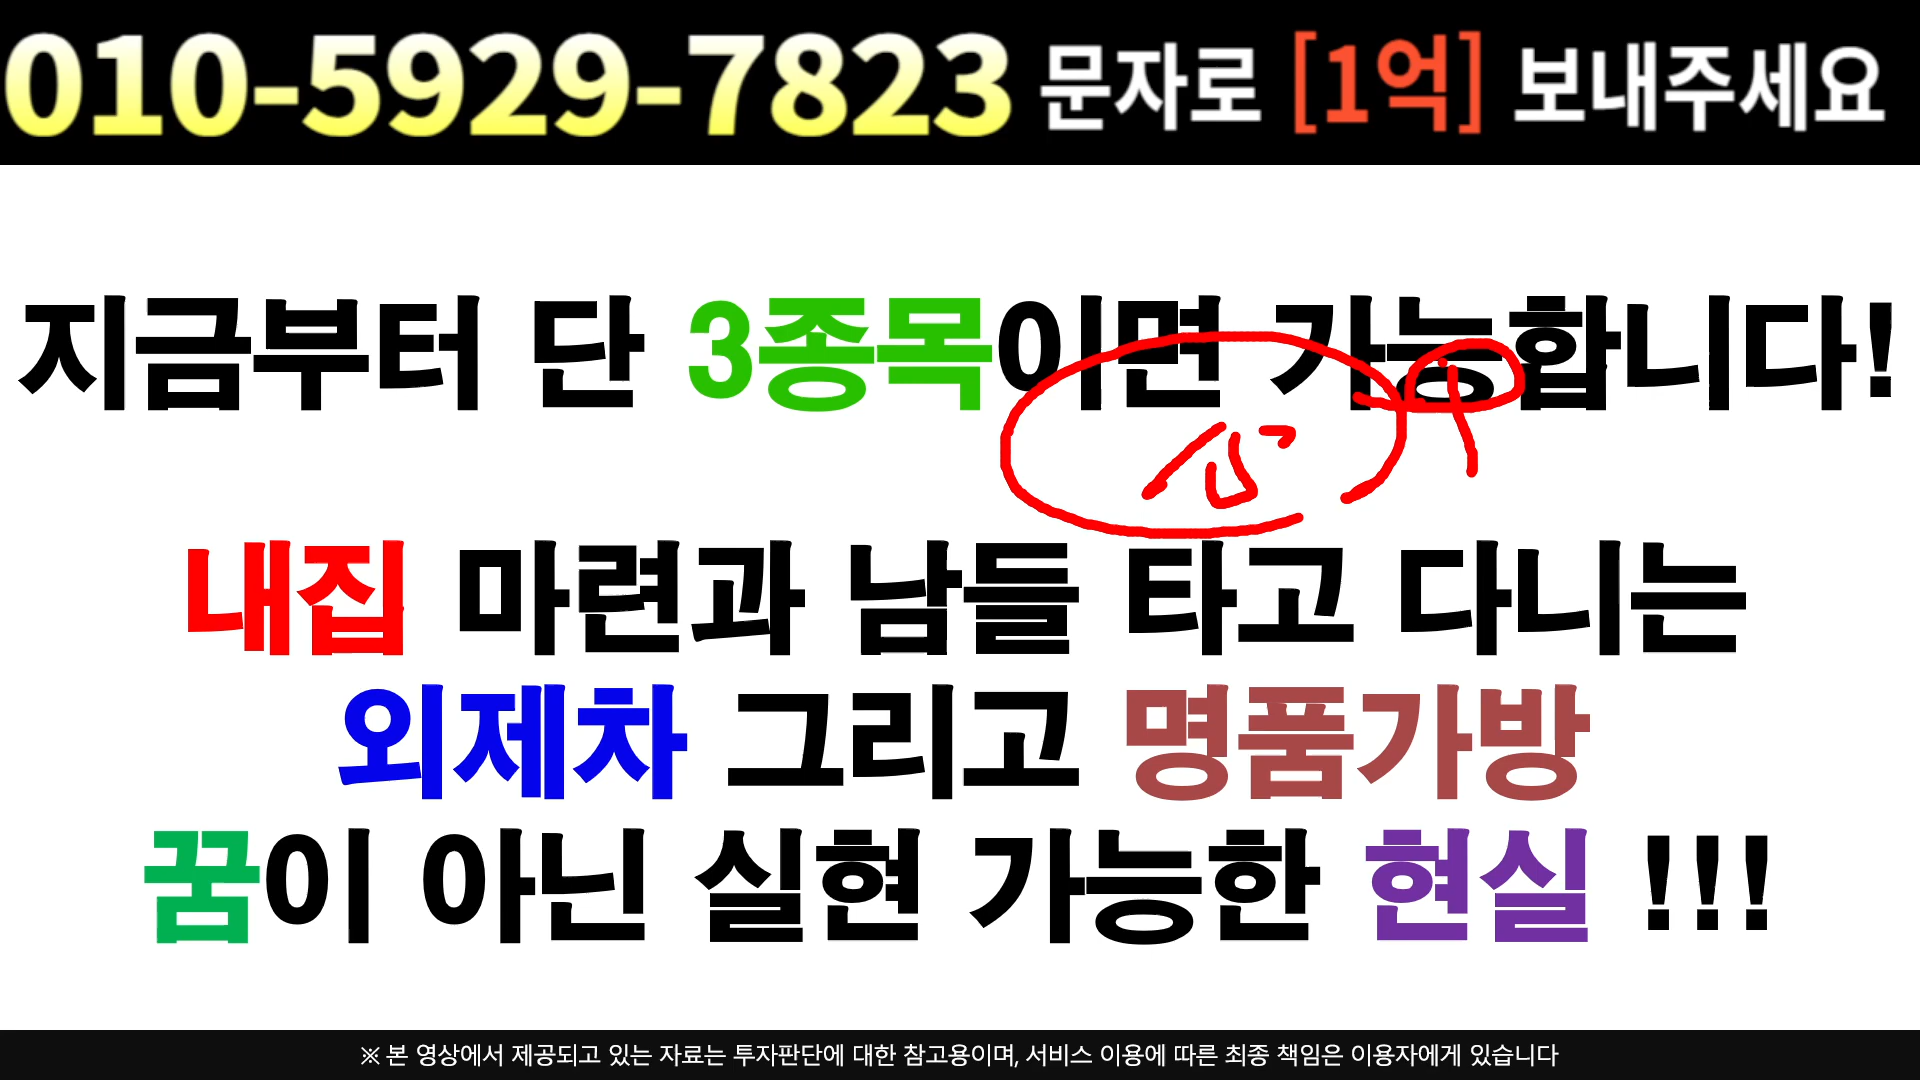 010-5929-7823 문자로 [1억] 보내주세요
지금부터 단 3종목이면 가능합니다!
내집 마련과 남들 타고 다니는
외제차 그리고 명품가방
꿈이 아닌 실현 가능한 현실 !!!
※ 본 영상에서 제공되고 있는 자료는 투자판단에 대한 참고용이며, 서비스 이용에 따른 최종 책임은 이용자에게 있습니다